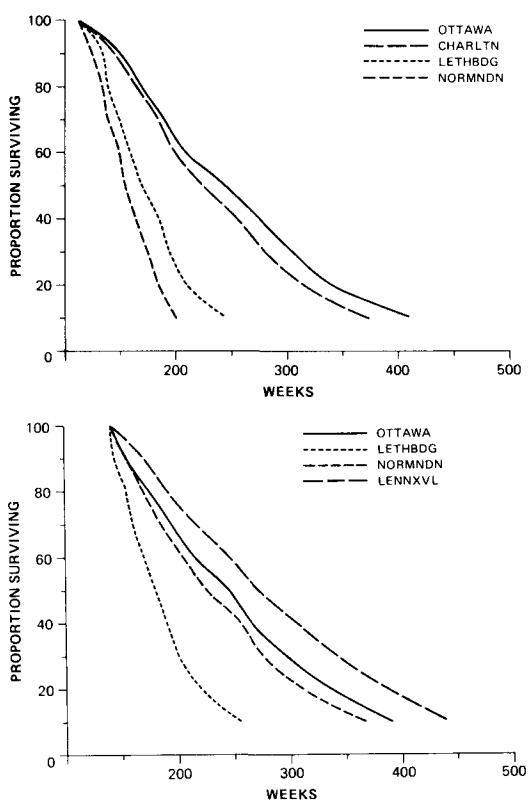 100
80
60
40
20
0
PROPORTION SURVIVING
OTTAWA
CHARLTN
LETHBDG
NORMNDN
200
300
400
500
WEEKS
100
80
60
40
20
0
PROPORTION SURVIVING
OTTAWA
LETHBDG
NORMNDN
LENNXVL
200
300
400
500
WEEKS